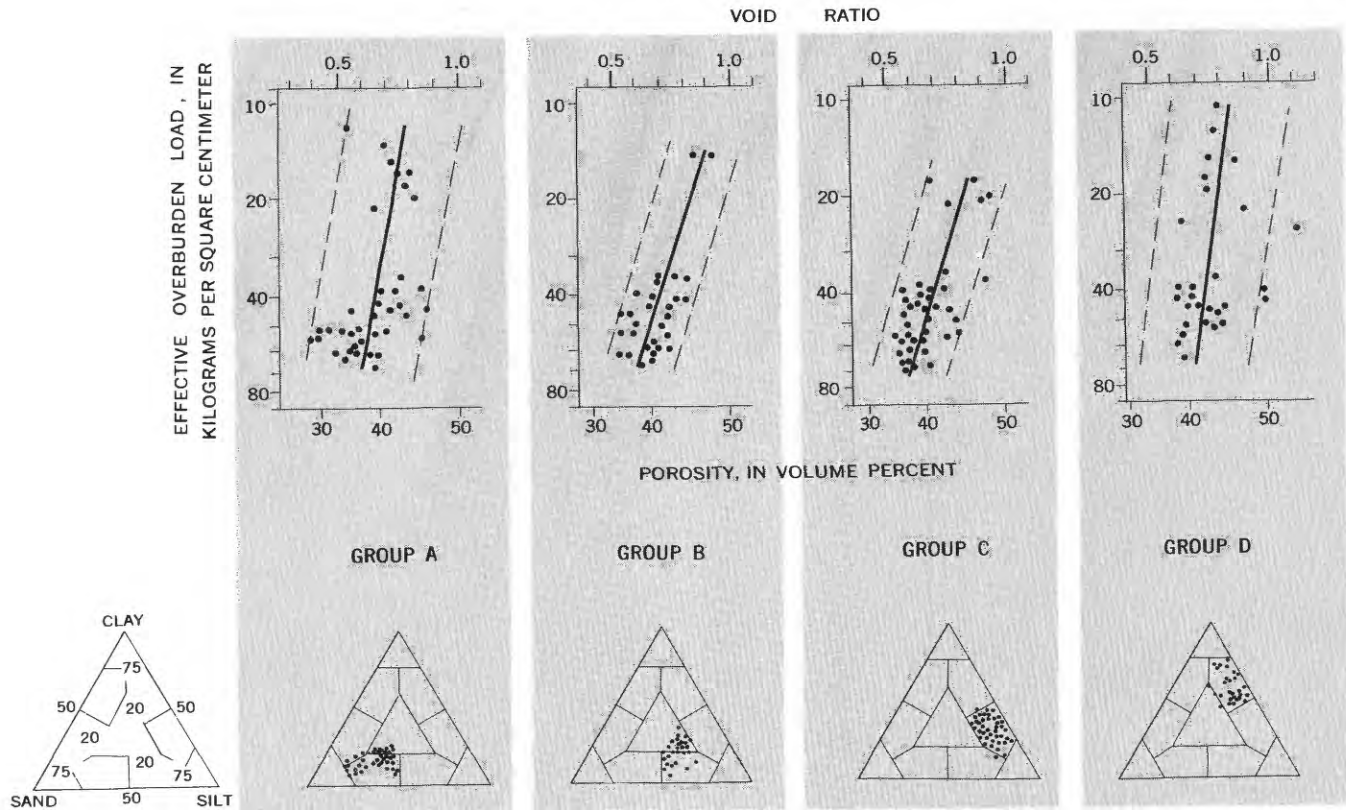 VOID RATIO
0.5 1.0
0.5 1.0
0.5 1.0
0.5 1.0
EFFECTIVE OVERBURDEN LOAD, IN
KILOGRAMS PER SQUARE CENTIMETER
10
20
40
80
10
20
40
80
10
20
40
80
10
20
40
80
30 40 50
30 40 50
30 40 50
30 40 50
POROSITY, IN VOLUME PERCENT
GROUP A
GROUP B
GROUP C
GROUP D
CLAY
75
50 20 50
20 20
75 75
SAND 50 SILT